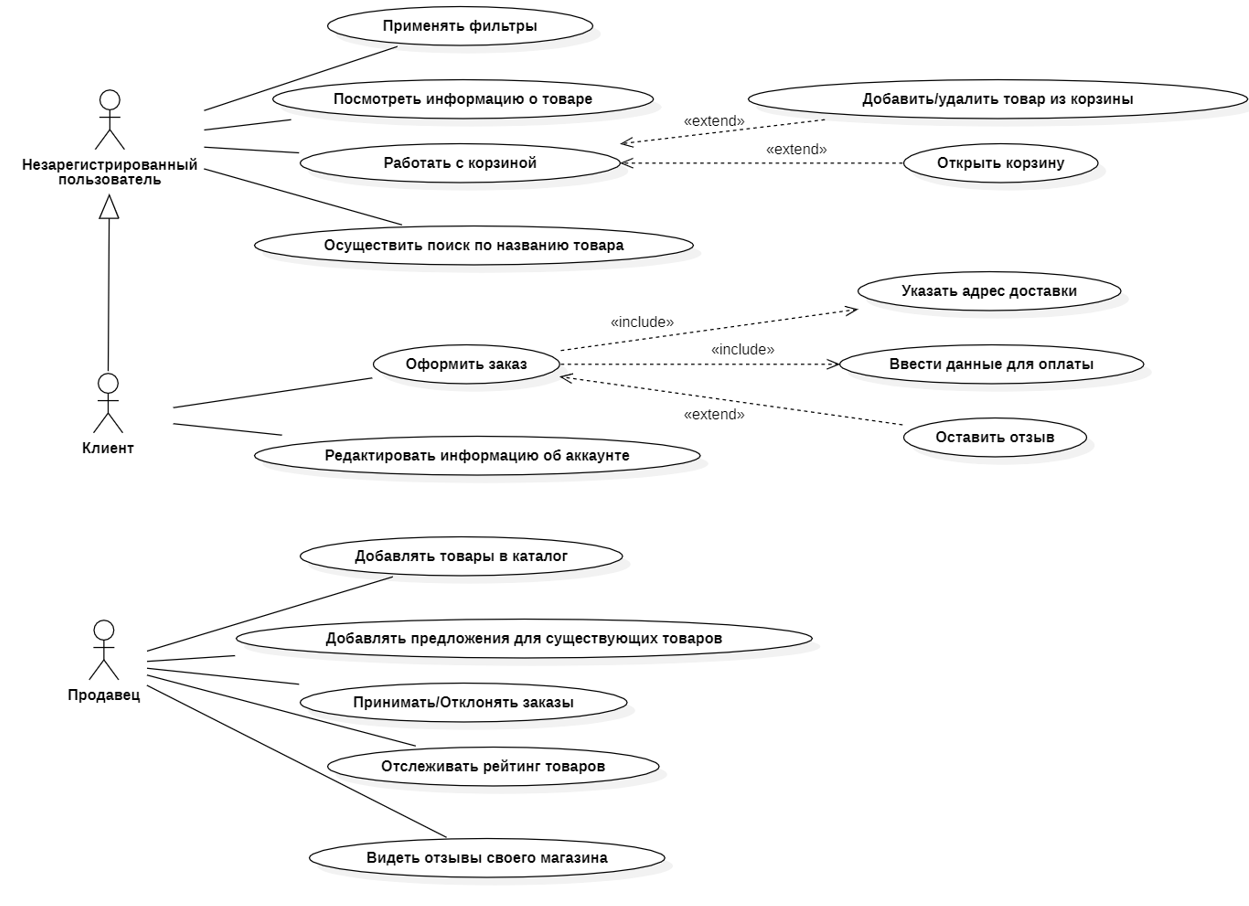 Применять фильтры
Посмотреть информацию о товаре
Добавить/удалить товар из корзины
«extend»
Незарегистрированный
пользователь
Работать с корзиной
«extend»
Открыть корзину
Осуществить поиск по названию товара
Указать адрес доставки
«include»
Оформить заказ
«include»
Ввести данные для оплаты
«extend»
Оставить отзыв
Клиент
Редактировать информацию об аккаунте
Добавлять товары в каталог
Добавлять предложения для существующих товаров
Продавец
Принимать/Отклонять заказы
Отслеживать рейтинг товаров
Видеть отзывы своего магазина